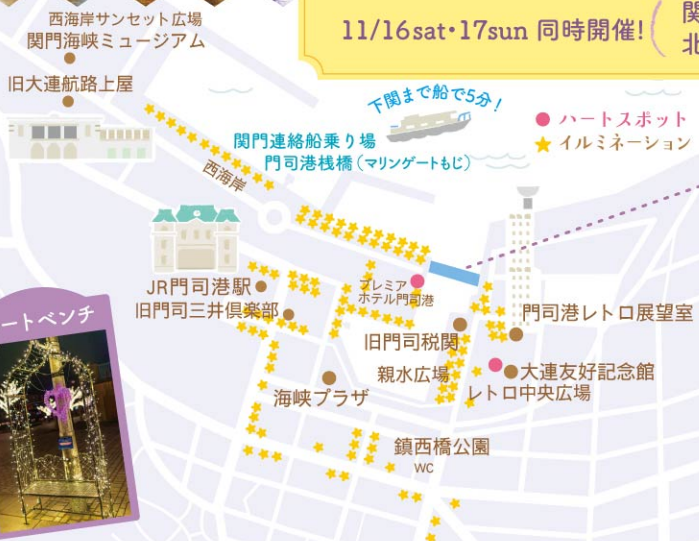 西海岸サンセット広場
関門海峡ミュージアム
旧大連航路上屋
11/16sat・17sun 同時開催!
関
北
下関まで船で5分!
ハートスポット
イルミネーション
関門連絡船乗り場
門司港桟橋(マリンゲートもじ)
西海岸
JR門司港駅
旧門司三井倶楽部
プレミア
ホテル門司港
門司港レトロ展望室
旧門司税関
親水広場
大連友好記念館
レトロ中央広場
海峡プラザ
鎮西橋公園
WC
ートベンチ